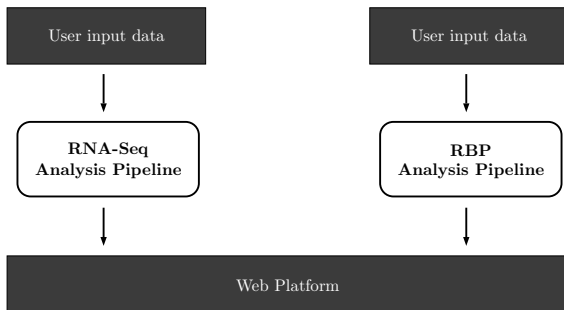 User input data
User input data
RNA-Seq
Analysis Pipeline
RBP
Analysis Pipeline
Web Platform